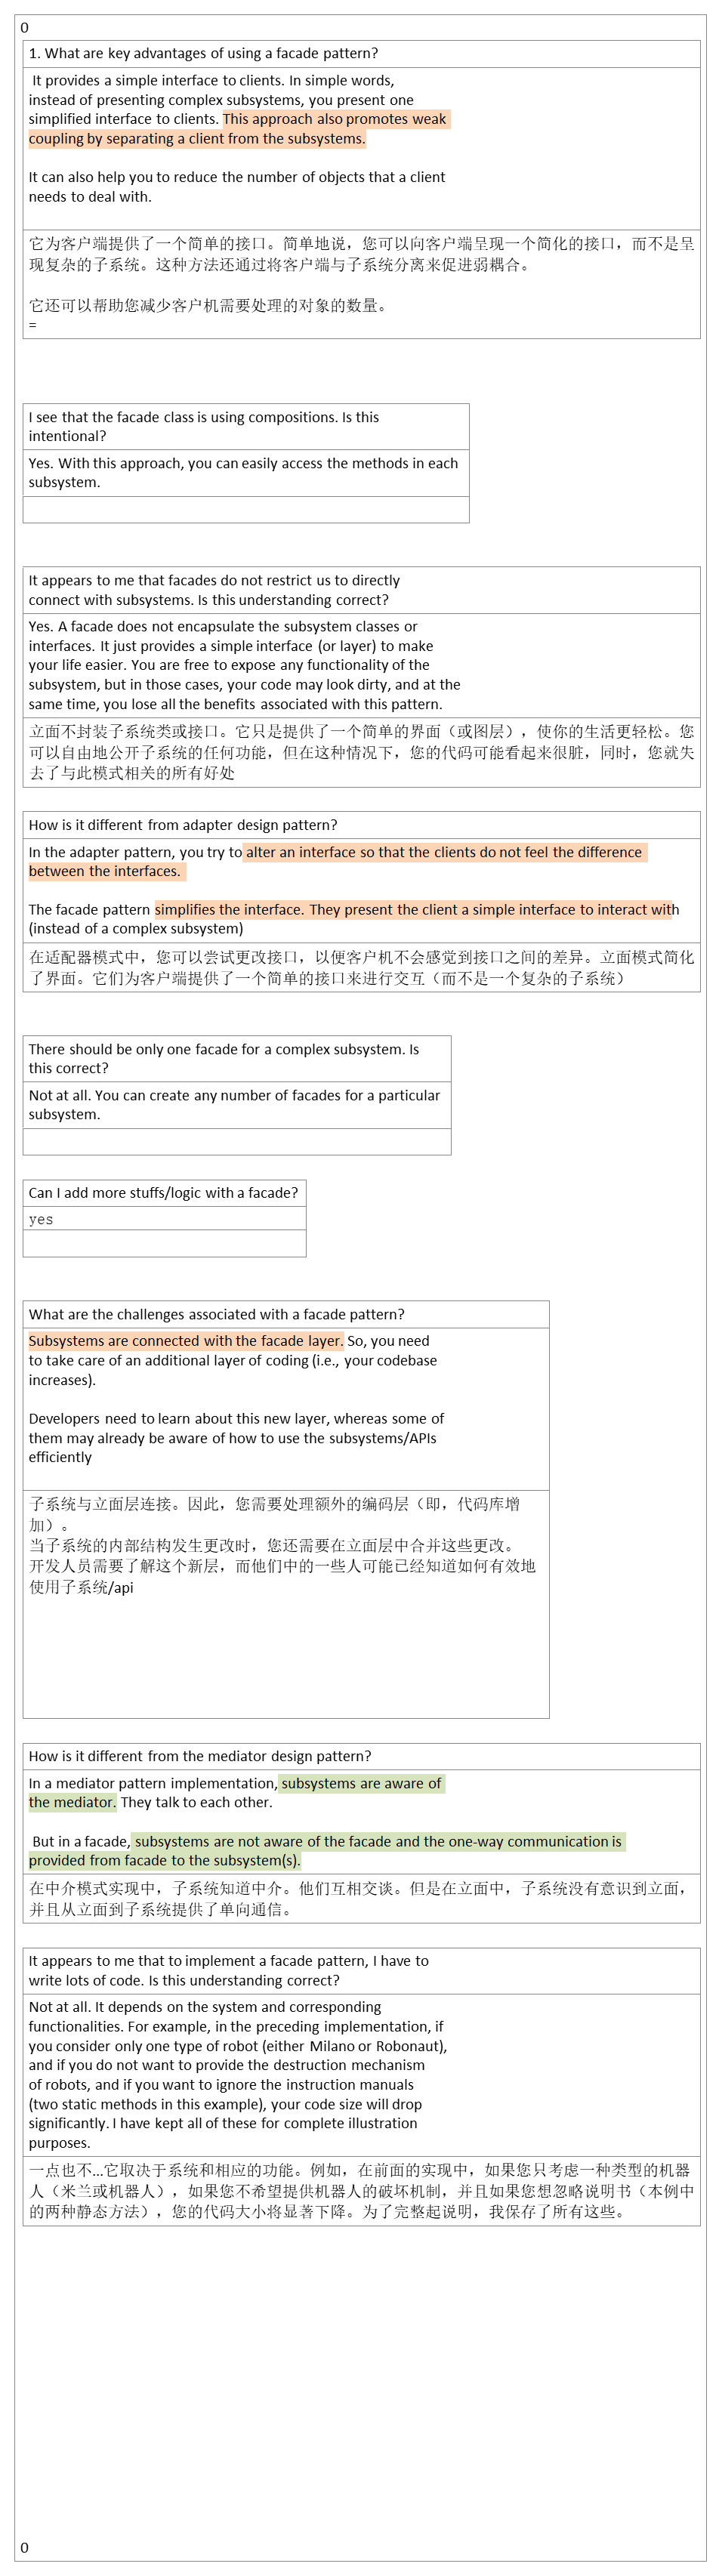 0
1. What are key advantages of using a facade pattern?
It provides a simple interface to clients. In simple words,
instead of presenting complex subsystems, you present one
simplified interface to clients. This approach also promotes weak
coupling by separating a client from the subsystems.
It can also help you to reduce the number of objects that a client
needs to deal with.
它为客户端提供了一个简单的接口。简单地说，您可以向客户端呈现一个简化的接口，而不是呈
现复杂的子系统。这种方法还通过将客户端与子系统分离来促进弱耦合。
它还可以帮助您减少客户机需要处理的对象的数量。
=
I see that the facade class is using compositions. Is this
intentional?
Yes. With this approach, you can easily access the methods in each
subsystem.
It appears to me that facades do not restrict us to directly
connect with subsystems. Is this understanding correct?
Yes. A facade does not encapsulate the subsystem classes or
interfaces. It just provides a simple interface (or layer) to make
your life easier. You are free to expose any functionality of the
subsystem, but in those cases, your code may look dirty, and at the
same time, you lose all the benefits associated with this pattern.
立面不封装子系统类或接口。它只是提供了一个简单的界面（或图层），使你的生活更轻松。您
可以自由地公开子系统的任何功能，但在这种情况下，您的代码可能看起来很脏，同时，您就失
去了与此模式相关的所有好处
How is it different from adapter design pattern?
In the adapter pattern, you try to alter an interface so that the clients do not feel the difference
between the interfaces.
The facade pattern simplifies the interface. They present the client a simple interface to interact with
(instead of a complex subsystem)
在适配器模式中，您可以尝试更改接口，以便客户机不会感觉到接口之间的差异。立面模式简化
了界面。它们为客户端提供了一个简单的接口来进行交互（而不是一个复杂的子系统）
There should be only one facade for a complex subsystem. Is
this correct?
Not at all. You can create any number of facades for a particular
subsystem.
Can I add more stuffs/logic with a facade?
yes
What are the challenges associated with a facade pattern?
Subsystems are connected with the facade layer. So, you need
to take care of an additional layer of coding (i.e., your codebase
increases).
Developers need to learn about this new layer, whereas some of
them may already be aware of how to use the subsystems/APIs
efficiently
子系统与立面层连接。因此，您需要处理额外的编码层（即，代码库增
加）。
当子系统的内部结构发生更改时，您还需要在立面层中合并这些更改。
开发人员需要了解这个新层，而他们中的一些人可能已经知道如何有效地
使用子系统/api
How is it different from the mediator design pattern?
In a mediator pattern implementation, subsystems are aware of
the mediator. They talk to each other.
But in a facade, subsystems are not aware of the facade and the one-way communication is
provided from facade to the subsystem(s).
在中介模式实现中，子系统知道中介。他们互相交谈。但是在立面中，子系统没有意识到立面，
并且从立面到子系统提供了单向通信。
It appears to me that to implement a facade pattern, I have to
write lots of code. Is this understanding correct?
Not at all. It depends on the system and corresponding
functionalities. For example, in the preceding implementation, if
you consider only one type of robot (either Milano or Robonaut),
and if you do not want to provide the destruction mechanism
of robots, and if you want to ignore the instruction manuals
(two static methods in this example), your code size will drop
significantly. I have kept all of these for complete illustration
purposes.
一点也不…它取决于系统和相应的功能。例如，在前面的实现中，如果您只考虑一种类型的机器
人（米兰或机器人），如果您不希望提供机器人的破坏机制，并且如果您想忽略说明书（本例中
的两种静态方法），您的代码大小将显著下降。为了完整起说明，我保存了所有这些。
0